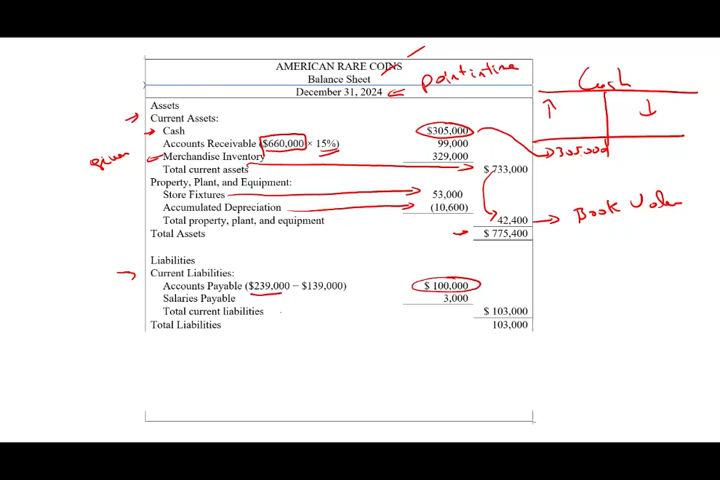 AMERICAN RARE COINS
Balance Sheet
December 31, 2024
point in time
Cash
↑ ↓
305000
Assets
Current Assets:
Cash $305,000
Accounts Receivable ($660,000 × 15%) 99,000
given
Merchandise Inventory 329,000
Total current assets $ 733,000
Property, Plant, and Equipment:
Store Fixtures 53,000
Accumulated Depreciation (10,600)
Total property, plant, and equipment 42,400
Book Value
Total Assets $ 775,400
Liabilities
Current Liabilities:
Accounts Payable ($239,000 − $139,000) $ 100,000
Salaries Payable 3,000
Total current liabilities $ 103,000
Total Liabilities 103,000